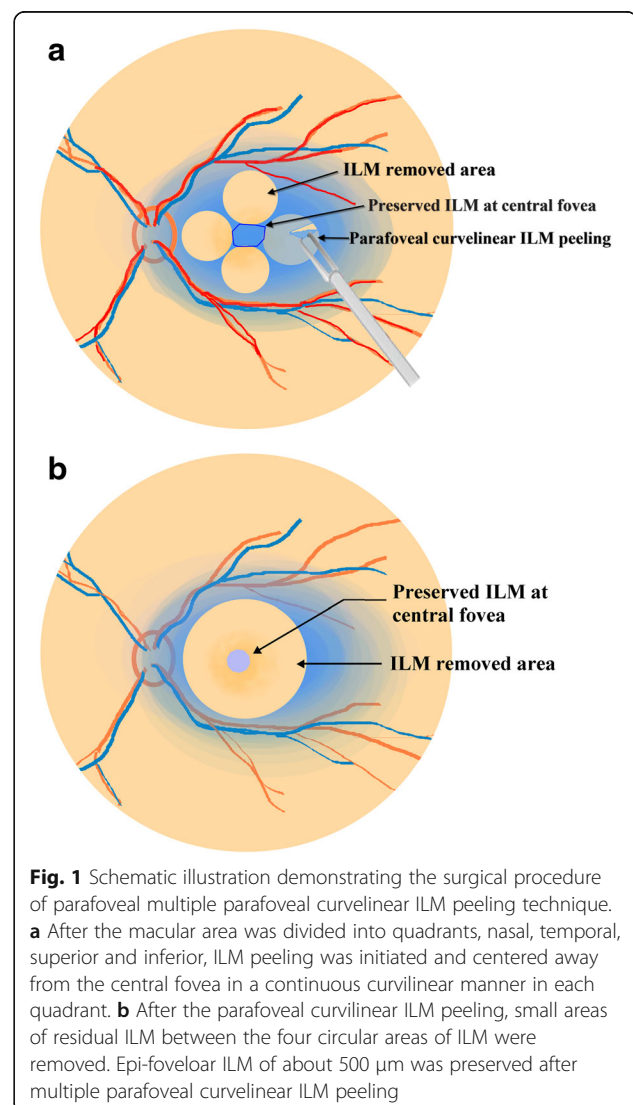 a
ILM removed area
Preserved ILM at central fovea
Parafoveal curvelinear ILM peeling
b
Preserved ILM at
central fovea
ILM removed area
Fig. 1 Schematic illustration demonstrating the surgical procedure
of parafoveal multiple parafoveal curvelinear ILM peeling technique.
a After the macular area was divided into quadrants, nasal, temporal,
superior and inferior, ILM peeling was initiated and centered away
from the central fovea in a continuous curvilinear manner in each
quadrant. b After the parafoveal curvilinear ILM peeling, small areas
of residual ILM between the four circular areas of ILM were
removed. Epi-foveloar ILM of about 500 μm was preserved after
multiple parafoveal curvelinear ILM peeling